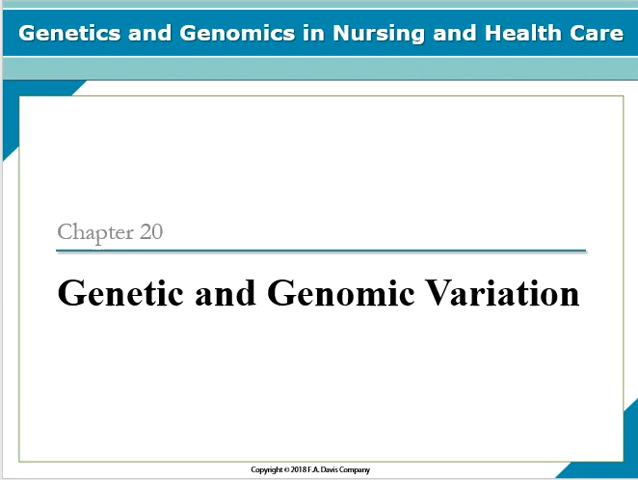 Genetics and Genomics in Nursing and Health Care
Chapter 20
Genetic and Genomic Variation
Copyright © 2018 F.A. Davis Company